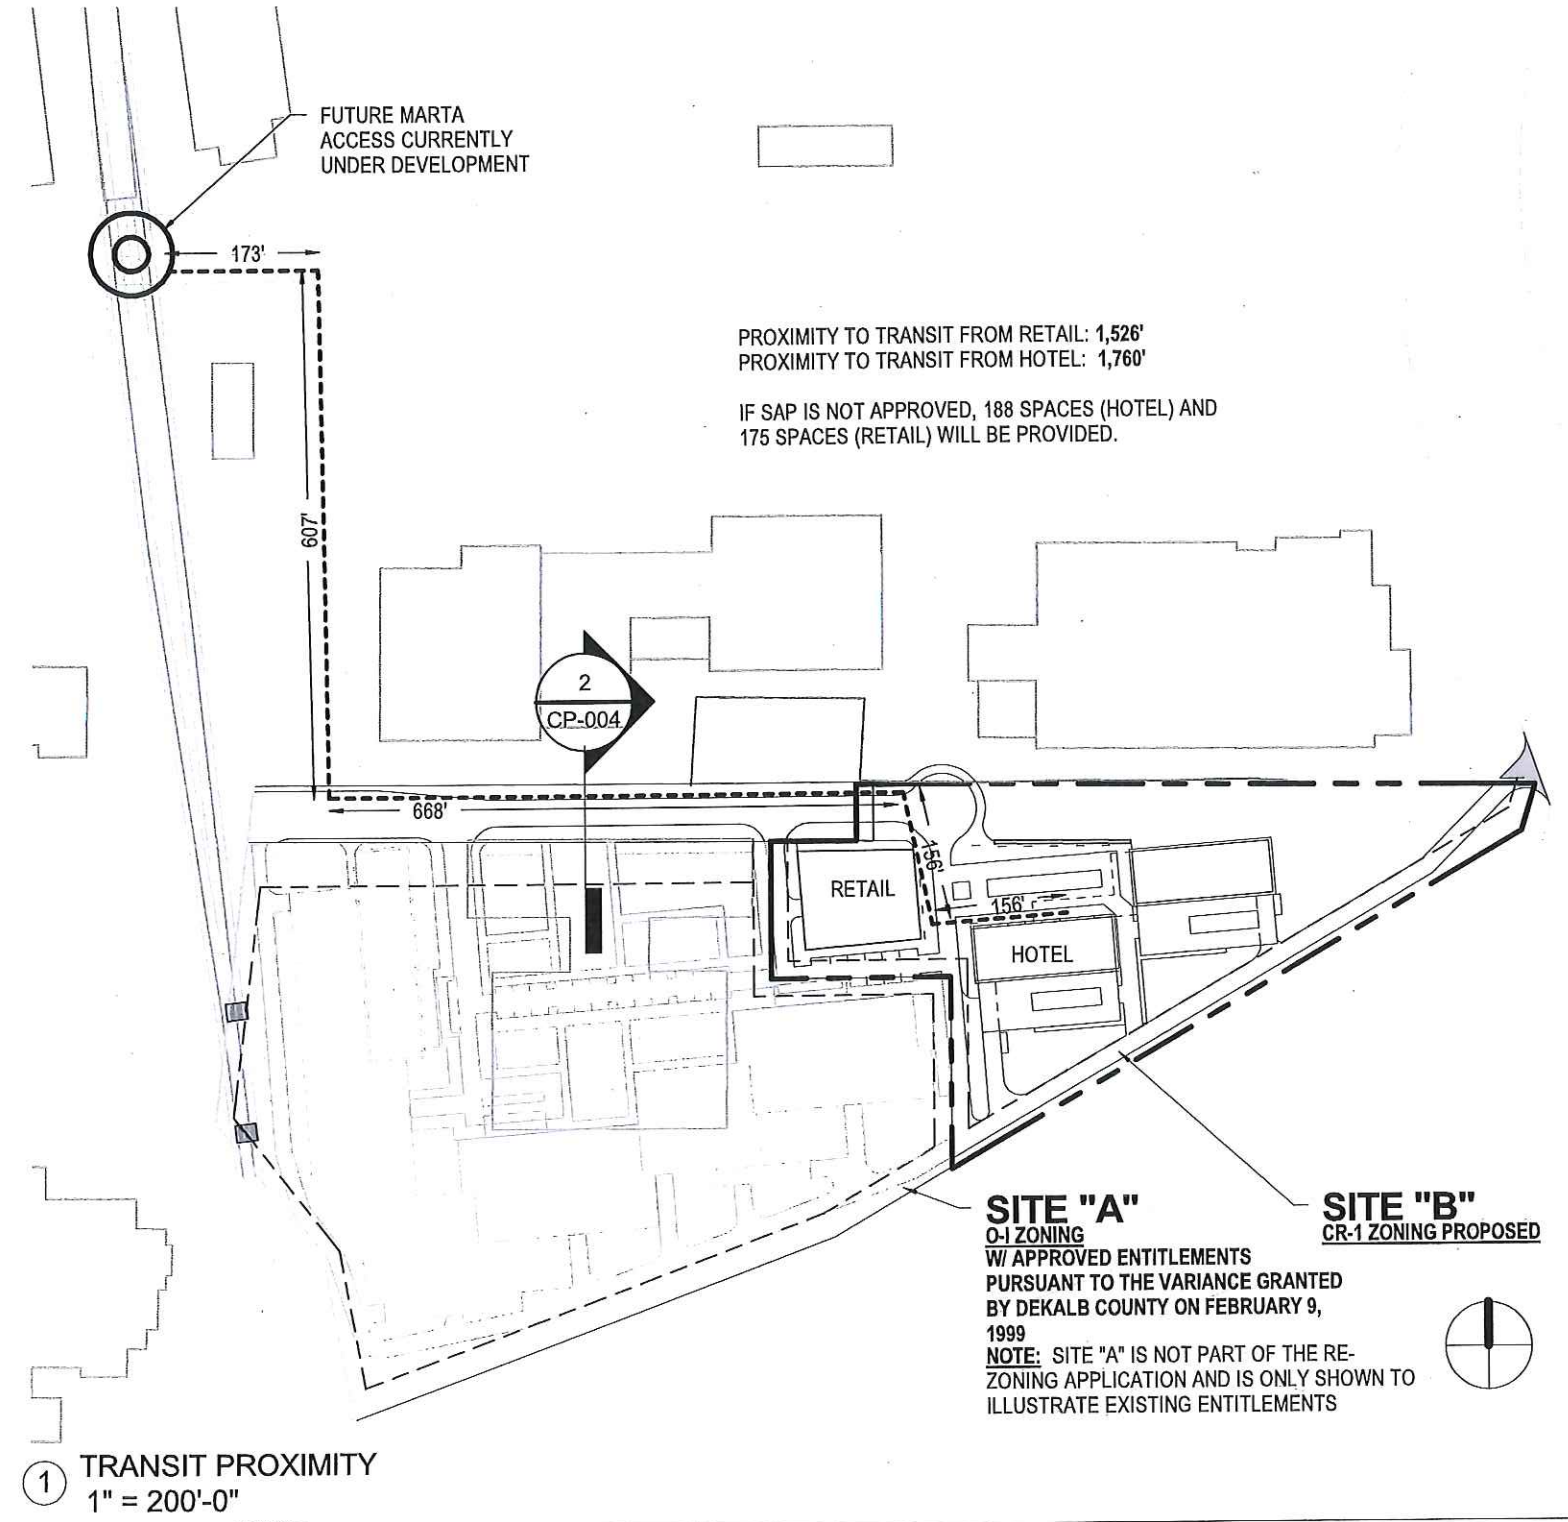 FUTURE MARTA
ACCESS CURRENTLY
UNDER DEVELOPMENT
173'
PROXIMITY TO TRANSIT FROM RETAIL: 1,526'
PROXIMITY TO TRANSIT FROM HOTEL: 1,760'
IF SAP IS NOT APPROVED, 188 SPACES (HOTEL) AND
175 SPACES (RETAIL) WILL BE PROVIDED.
607'
2
CP-004
668'
156'
RETAIL
156'
HOTEL
SITE "A"
O-I ZONING
W/ APPROVED ENTITLEMENTS
PURSUANT TO THE VARIANCE GRANTED
BY DEKALB COUNTY ON FEBRUARY 9,
1999
NOTE: SITE "A" IS NOT PART OF THE RE-
ZONING APPLICATION AND IS ONLY SHOWN TO
ILLUSTRATE EXISTING ENTITLEMENTS
SITE "B"
CR-1 ZONING PROPOSED
1 TRANSIT PROXIMITY
1" = 200'-0"